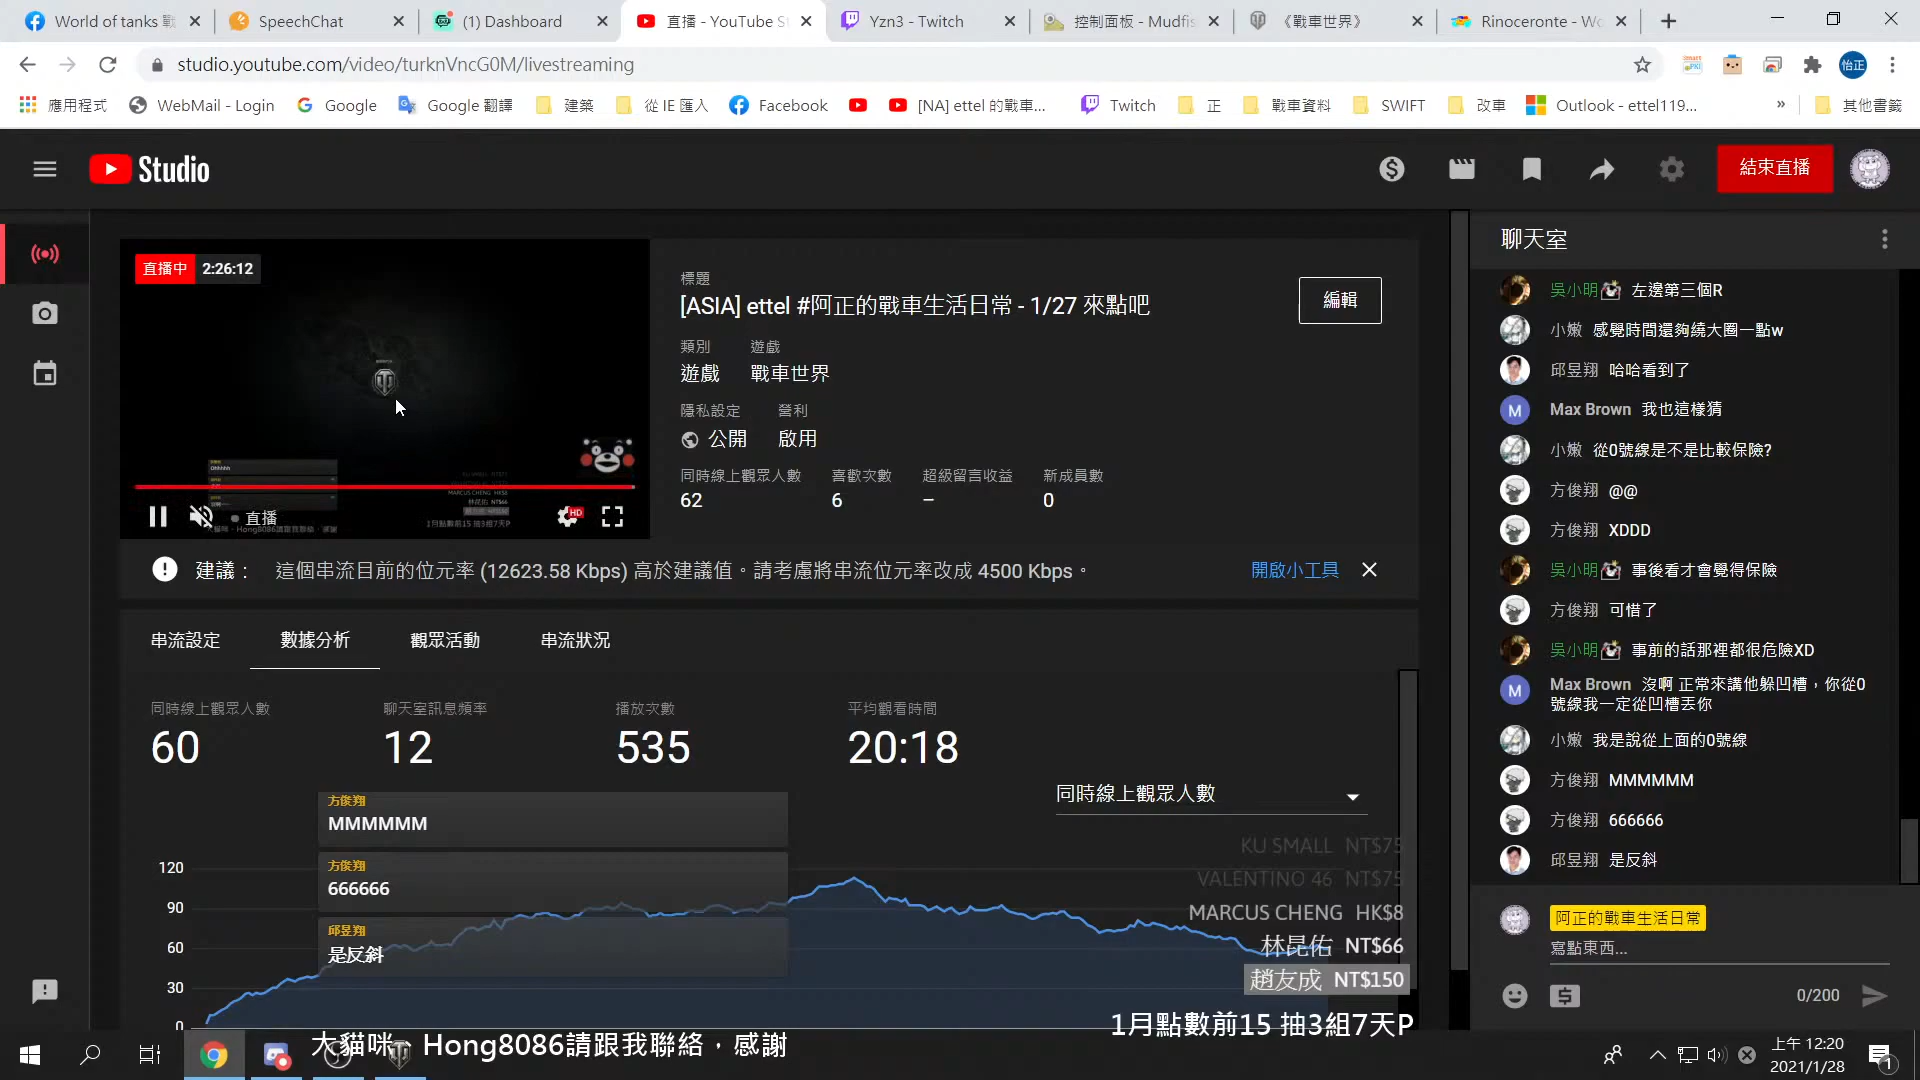 World of tanks 戰
SpeechChat
(1) Dashboard
直播 - YouTube St
Yzn3 - Twitch
控制面板 - Mudfis
《戰車世界》
Rinoceronte - Wo
studio.youtube.com/video/turknVncG0M/livestreaming
怡正
應用程式
WebMail - Login
Google
Google 翻譯
建築
從 IE 匯入
Facebook
[NA] ettel 的戰車...
Twitch
正
戰車資料
SWIFT
改車
Outlook - ettel119...
»
其他書籤
Studio
結束直播
直播中 2:26:12
標題
[ASIA] ettel #阿正的戰車生活日常 - 1/27 來點吧
編輯
類別 遊戲
遊戲 戰車世界
隱私設定 營利
公開 啟用
同時線上觀眾人數 喜歡次數 超級留言收益 新成員數
62 6 – 0
直播
HD
建議： 這個串流目前的位元率 (12623.58 Kbps) 高於建議值。請考慮將串流位元率改成 4500 Kbps。
開啟小工具
串流設定 數據分析 觀眾活動 串流狀況
同時線上觀眾人數 聊天室訊息頻率 播放次數 平均觀看時間
60 12 535 20:18
同時線上觀眾人數
方俊翔
MMMMMM
方俊翔
666666
邱昱翔
是反斜
120
90
60
30
0
KU SMALL NT$75
VALENTINO 46 NT$75
MARCUS CHENG HK$8
林昆佑 NT$66
趙友成 NT$150
1月點數前15 抽3組7天P
大貓咪、Hong8086請跟我聯絡，感謝
聊天室
吳小明 左邊第三個R
小嫩 感覺時間還夠繞大圈一點w
邱昱翔 哈哈看到了
M Max Brown 我也這樣猜
小嫩 從0號線是不是比較保險?
方俊翔 @@
方俊翔 XDDD
吳小明 事後看才會覺得保險
方俊翔 可惜了
吳小明 事前的話那裡都很危險XD
M Max Brown 沒啊 正常來講他躲凹槽，你從0
號線我一定從凹槽丟你
小嫩 我是說從上面的0號線
方俊翔 MMMMMM
方俊翔 666666
邱昱翔 是反斜
阿正的戰車生活日常
寫點東西...
0/200
上午 12:20
2021/1/28
1